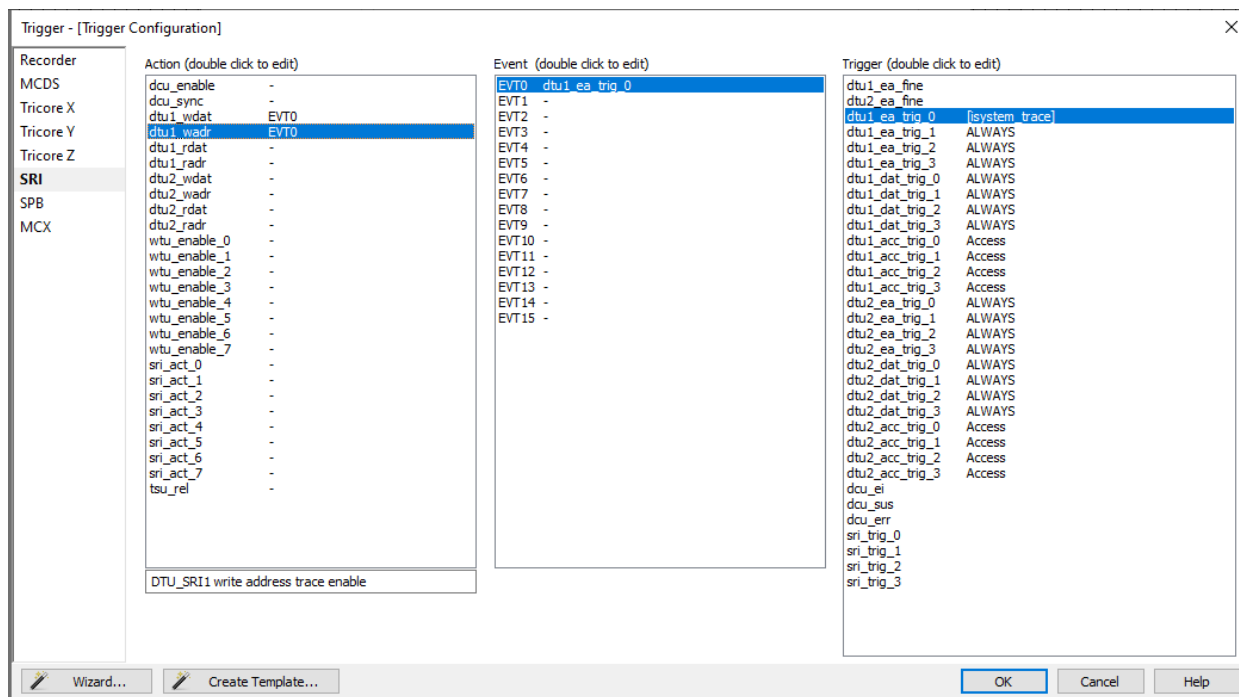 Trigger - [Trigger Configuration]
Recorder
MCDS
Tricore X
Tricore Y
Tricore Z
SRI
SPB
MCX
Action (double click to edit)
dcu_enable -
dcu_sync -
dtu1_wdat EVT0
dtu1_wadr EVT0
dtu1_rdat -
dtu1_radr -
dtu2_wdat -
dtu2_wadr -
dtu2_rdat -
dtu2_radr -
wtu_enable_0 -
wtu_enable_1 -
wtu_enable_2 -
wtu_enable_3 -
wtu_enable_4 -
wtu_enable_5 -
wtu_enable_6 -
wtu_enable_7 -
sri_act_0 -
sri_act_1 -
sri_act_2 -
sri_act_3 -
sri_act_4 -
sri_act_5 -
sri_act_6 -
sri_act_7 -
tsu_rel -
DTU_SRI1 write address trace enable
Event (double click to edit)
EVT0 dtu1_ea_trig_0
EVT1 -
EVT2 -
EVT3 -
EVT4 -
EVT5 -
EVT6 -
EVT7 -
EVT8 -
EVT9 -
EVT10 -
EVT11 -
EVT12 -
EVT13 -
EVT14 -
EVT15 -
Trigger (double click to edit)
dtu1_ea_fine
dtu2_ea_fine
dtu1_ea_trig_0 [isystem_trace]
dtu1_ea_trig_1 ALWAYS
dtu1_ea_trig_2 ALWAYS
dtu1_ea_trig_3 ALWAYS
dtu1_dat_trig_0 ALWAYS
dtu1_dat_trig_1 ALWAYS
dtu1_dat_trig_2 ALWAYS
dtu1_dat_trig_3 ALWAYS
dtu1_acc_trig_0 Access
dtu1_acc_trig_1 Access
dtu1_acc_trig_2 Access
dtu1_acc_trig_3 Access
dtu2_ea_trig_0 ALWAYS
dtu2_ea_trig_1 ALWAYS
dtu2_ea_trig_2 ALWAYS
dtu2_ea_trig_3 ALWAYS
dtu2_dat_trig_0 ALWAYS
dtu2_dat_trig_1 ALWAYS
dtu2_dat_trig_2 ALWAYS
dtu2_dat_trig_3 ALWAYS
dtu2_acc_trig_0 Access
dtu2_acc_trig_1 Access
dtu2_acc_trig_2 Access
dtu2_acc_trig_3 Access
dcu_ei
dcu_sus
dcu_err
sri_trig_0
sri_trig_1
sri_trig_2
sri_trig_3
Wizard...
Create Template...
OK
Cancel
Help